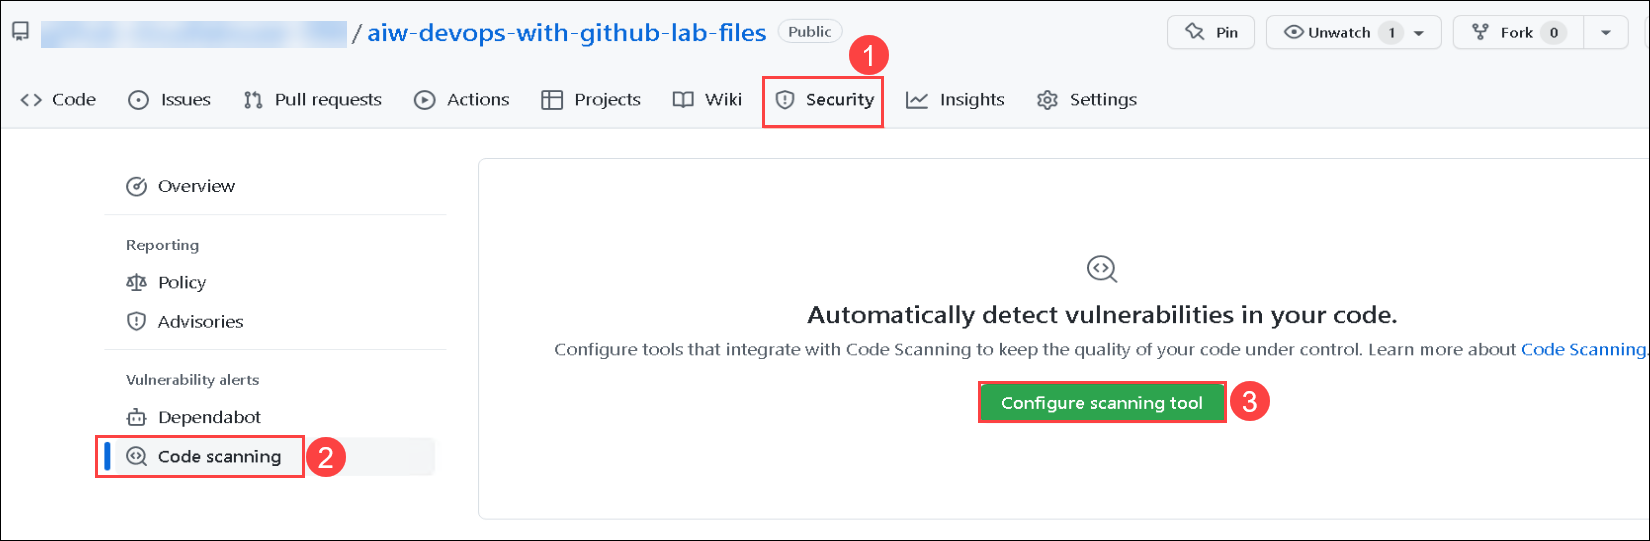 / aiw-devops-with-github-lab-files Public Pin Unwatch 1 Fork 0
1
Code Issues Pull requests Actions Projects Wiki Security Insights Settings
Overview
Reporting
Policy
Advisories
Vulnerability alerts
Dependabot
Code scanning 2
Automatically detect vulnerabilities in your code.
Configure tools that integrate with Code Scanning to keep the quality of your code under control. Learn more about Code Scanning.
Configure scanning tool 3